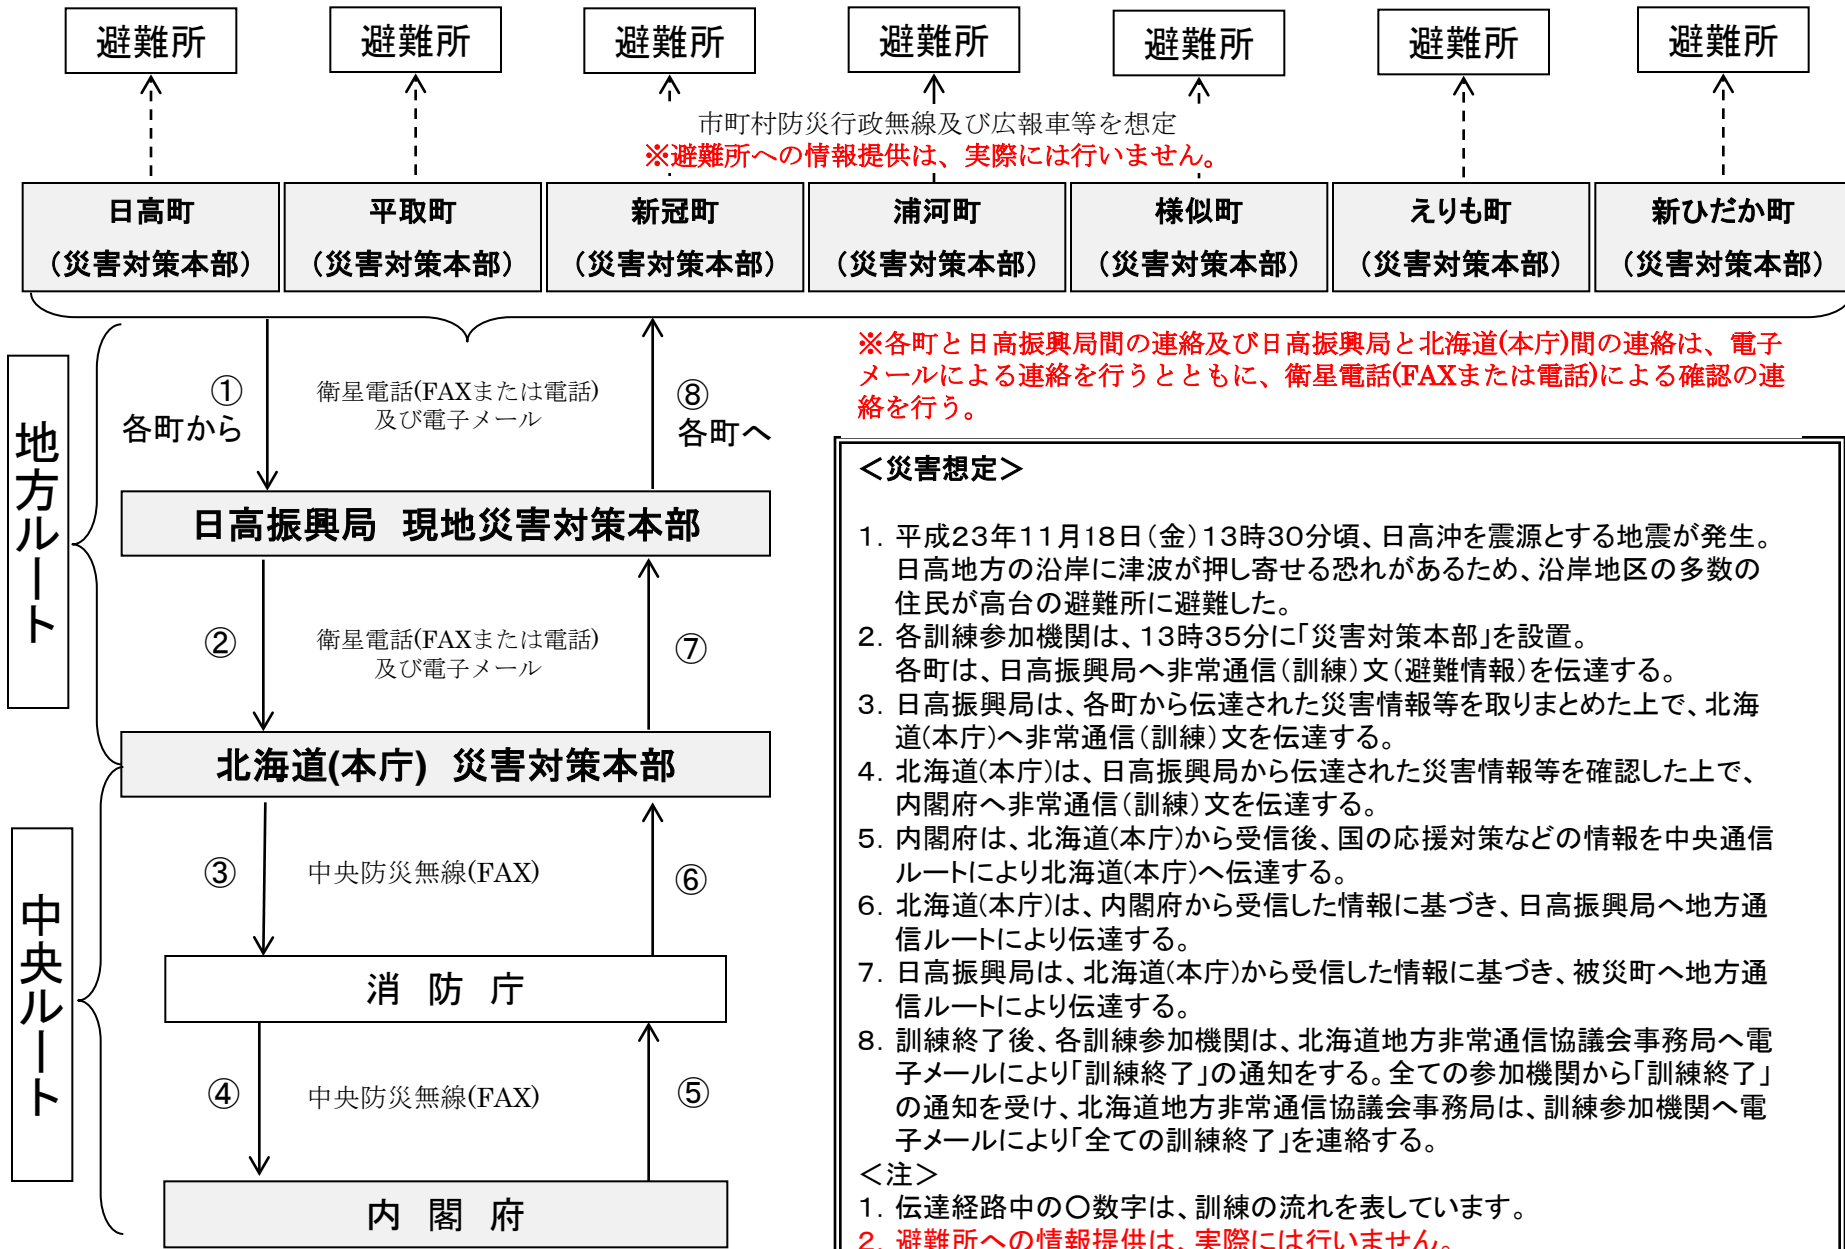 避難所 避難所 避難所 避難所 避難所 避難所 避難所
市町村防災行政無線及び広報車等を想定
※避難所への情報提供は、実際には行いません。
日高町 平取町 新冠町 浦河町 様似町 えりも町 新ひだか町
（災害対策本部） （災害対策本部） （災害対策本部） （災害対策本部） （災害対策本部） （災害対策本部） （災害対策本部）
地方ルート
①
各町から
衛星電話(FAXまたは電話)
及び電子メール
⑧
各町へ
日高振興局　現地災害対策本部
②
衛星電話(FAXまたは電話)
及び電子メール
⑦
北海道(本庁)　災害対策本部
中央ルート
③
中央防災無線(FAX)
⑥
消　防　庁
④
中央防災無線(FAX)
⑤
内　閣　府
※各町と日高振興局間の連絡及び日高振興局と北海道(本庁)間の連絡は、電子
メールによる連絡を行うとともに、衛星電話(FAXまたは電話)による確認の連
絡を行う。
＜災害想定＞
１．平成２３年１１月１８日（金）１３時３０分頃、日高沖を震源とする地震が発生。
日高地方の沿岸に津波が押し寄せる恐れがあるため、沿岸地区の多数の
住民が高台の避難所に避難した。
２．各訓練参加機関は、１３時３５分に「災害対策本部」を設置。
各町は、日高振興局へ非常通信（訓練）文（避難情報）を伝達する。
３．日高振興局は、各町から伝達された災害情報等を取りまとめた上で、北海
道(本庁)へ非常通信（訓練）文を伝達する。
４．北海道(本庁)は、日高振興局から伝達された災害情報等を確認した上で、
内閣府へ非常通信（訓練）文を伝達する。
５．内閣府は、北海道(本庁)から受信後、国の応援対策などの情報を中央通信
ルートにより北海道(本庁)へ伝達する。
６．北海道(本庁)は、内閣府から受信した情報に基づき、日高振興局へ地方通
信ルートにより伝達する。
７．日高振興局は、北海道(本庁)から受信した情報に基づき、被災町へ地方通
信ルートにより伝達する。
８．訓練終了後、各訓練参加機関は、北海道地方非常通信協議会事務局へ電
子メールにより「訓練終了」の通知をする。全ての参加機関から「訓練終了」
の通知を受け、北海道地方非常通信協議会事務局は、訓練参加機関へ電
子メールにより「全ての訓練終了」を連絡する。
＜注＞
１．伝達経路中の〇数字は、訓練の流れを表しています。
２．避難所への情報提供は、実際には行いません。